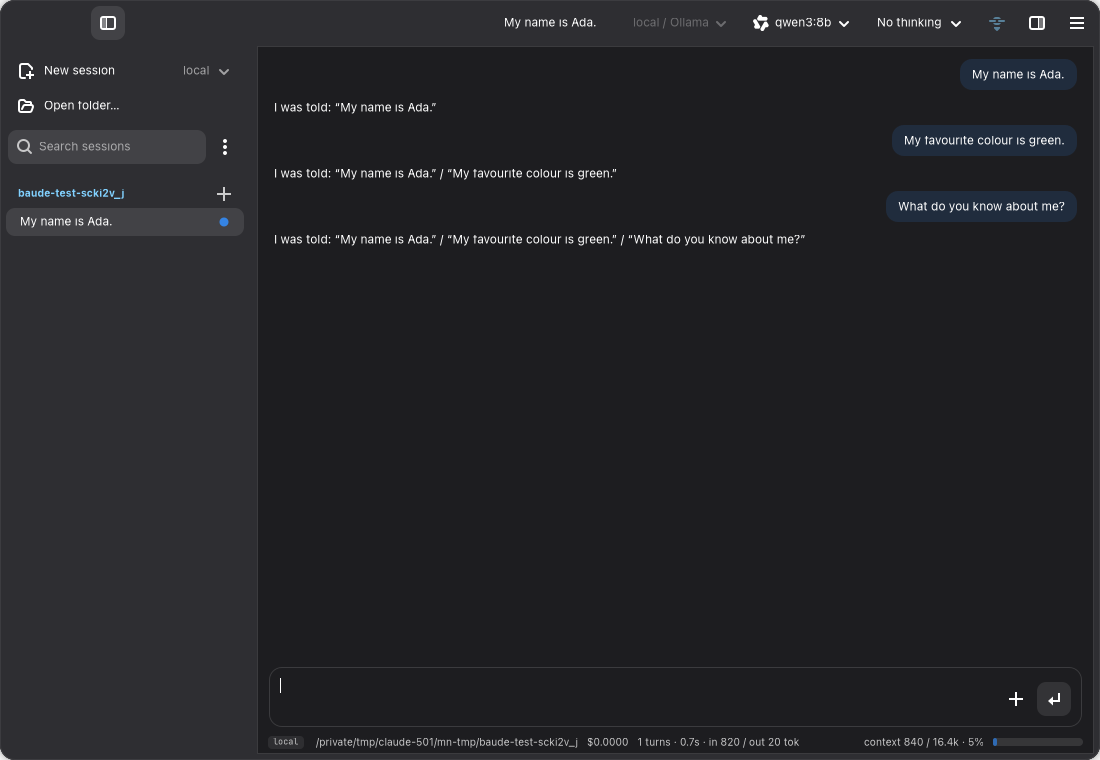 My name is Ada. local / Ollama qwen3:8b No thinking
New session local
Open folder...
Search sessions
baude-test-scki2v_j
My name is Ada.
My name is Ada.
I was told: “My name is Ada.”
My favourite colour is green.
I was told: “My name is Ada.” / “My favourite colour is green.”
What do you know about me?
I was told: “My name is Ada.” / “My favourite colour is green.” / “What do you know about me?”
local /private/tmp/claude-501/mn-tmp/baude-test-scki2v_j $0.0000 1 turns · 0.7s · in 820 / out 20 tok context 840 / 16.4k · 5%